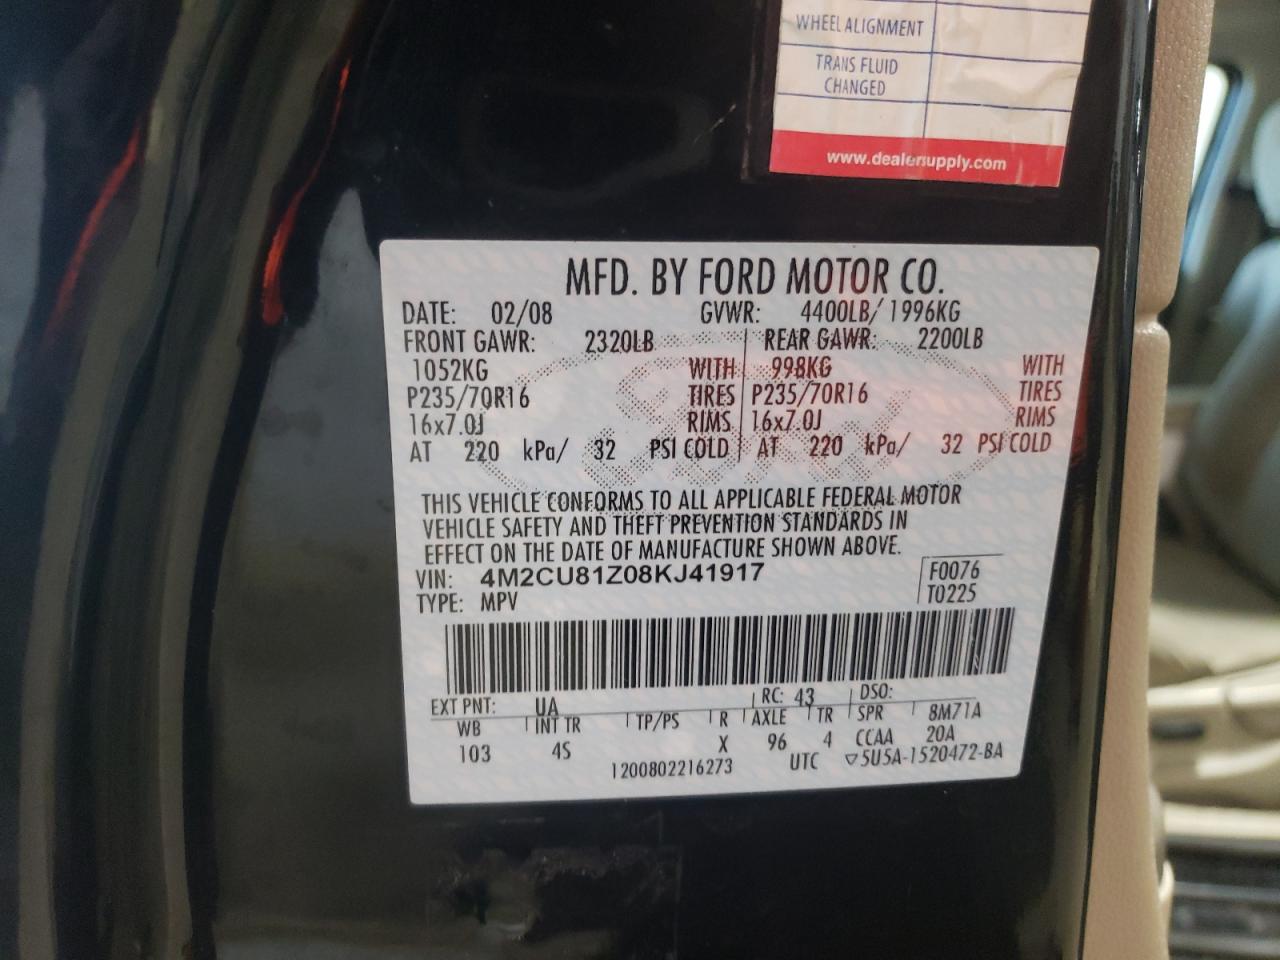 WHEEL ALIGNMENT
TRANS FLUID
CHANGED
www.dealersupply.com
MFD. BY FORD MOTOR CO.
DATE: 02/08 GVWR: 4400LB/ 1996KG
FRONT GAWR: 2320LB REAR GAWR: 2200LB
1052KG WITH 998KG WITH
P235/70R16 TIRES P235/70R16 TIRES
16x7.0J RIMS 16x7.0J RIMS
AT 220 kPa/ 32 PSI COLD AT 220 kPa/ 32 PSI COLD
Ford
THIS VEHICLE CONFORMS TO ALL APPLICABLE FEDERAL MOTOR
VEHICLE SAFETY AND THEFT PREVENTION STANDARDS IN
EFFECT ON THE DATE OF MANUFACTURE SHOWN ABOVE.
VIN: 4M2CU81Z08KJ41917 F0076
TYPE: MPV T0225
EXT PNT: UA RC: 43 DSO:
WB INT TR TP/PS R AXLE TR SPR 8M71A
103 4S X 96 4 CCAA 20A
1200802216273 UTC ▽5U5A-1520472-BA